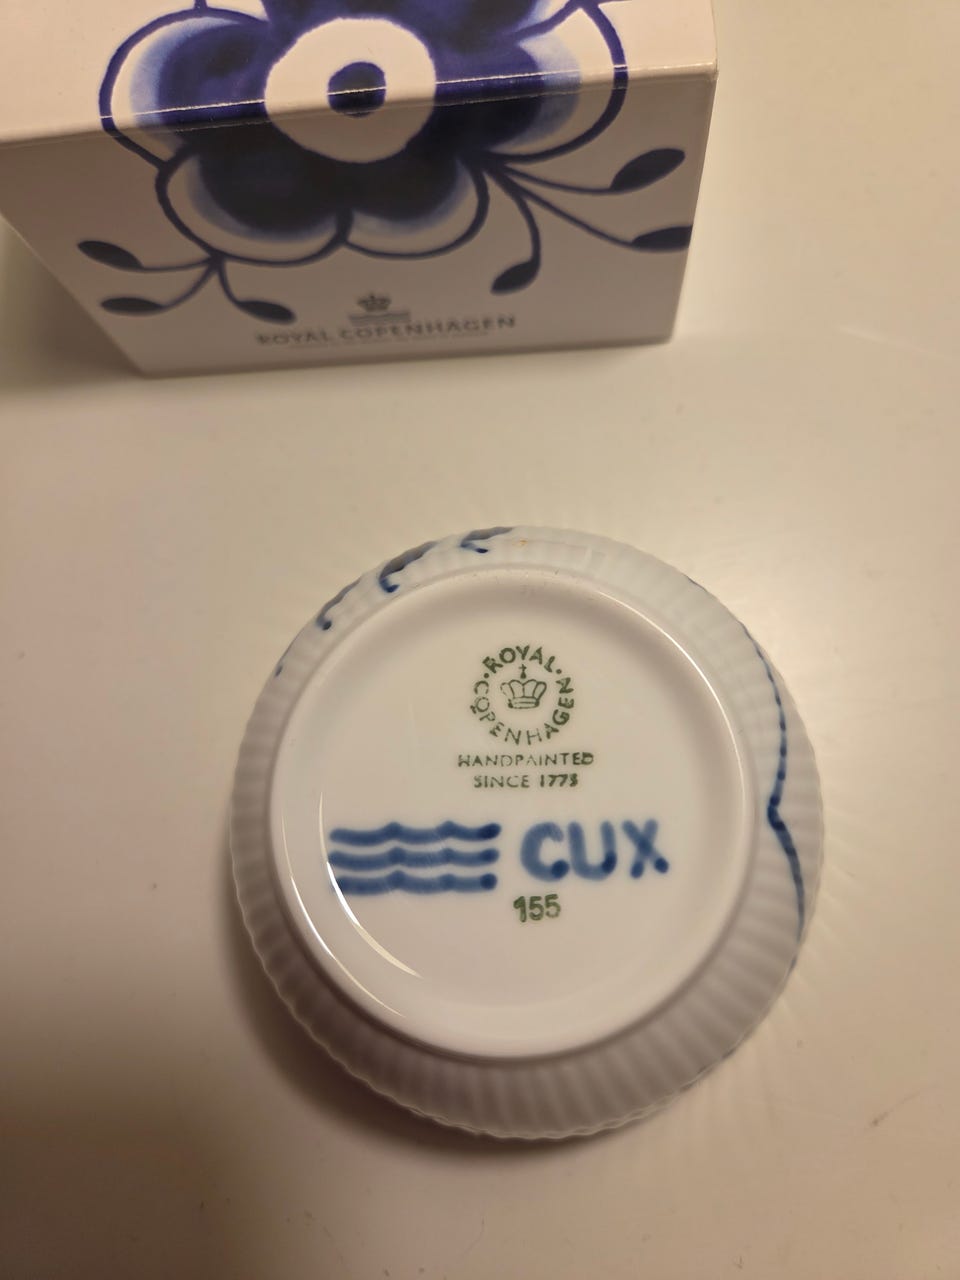 ROYAL COPENHAGEN
ROYAL COPENHAGEN
HANDPAINTED
SINCE 1775
CUX
155